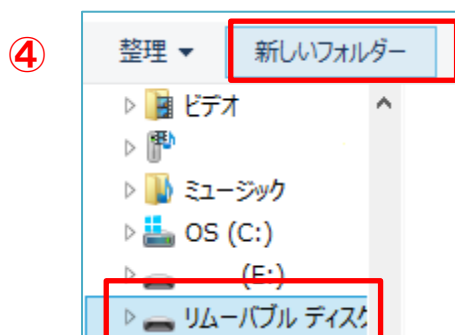 ④
整理 ▼ 新しいフォルダー
ビデオ
ミュージック
OS (C:)
(E:)
リムーバブル ディスク